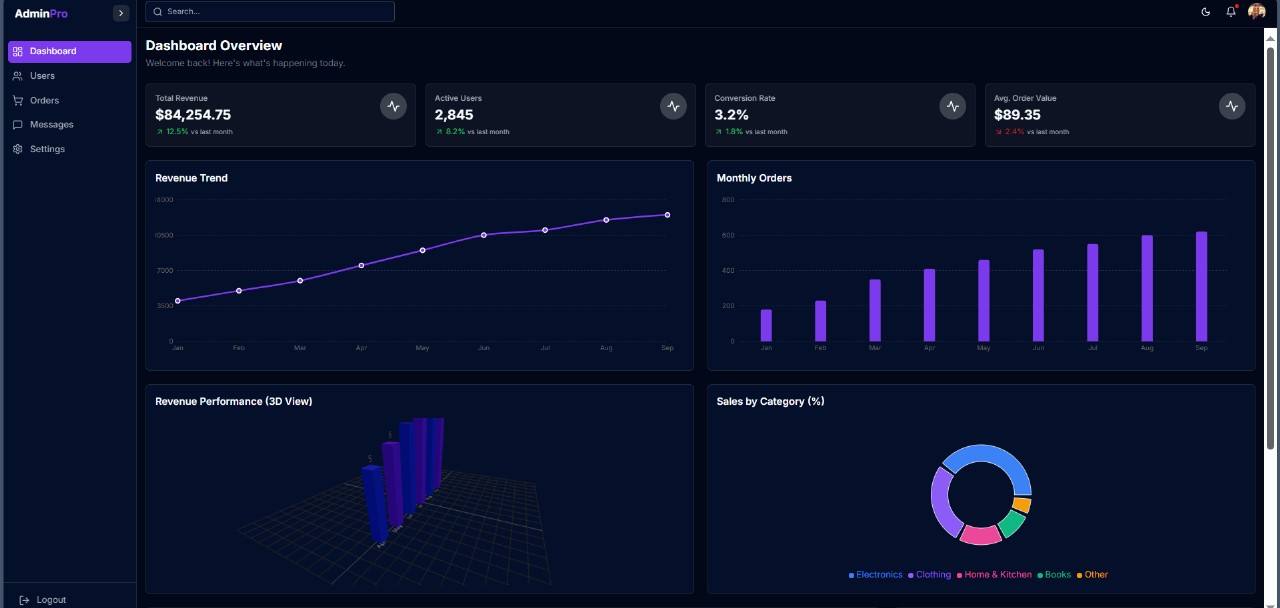 AdminPro
Search...
Dashboard
Users
Orders
Messages
Settings
Logout
Dashboard Overview
Welcome back! Here's what's happening today.
Total Revenue
$84,254.75
12.5% vs last month
Active Users
2,845
8.2% vs last month
Conversion Rate
3.2%
1.8% vs last month
Avg. Order Value
$89.35
2.4% vs last month
Revenue Trend
10500
7000
3500
0
Jan Feb Mar Apr May Jun Jul Aug Sep
Monthly Orders
800
600
400
200
0
Jan Feb Mar Apr May Jun Jul Aug Sep
Revenue Performance (3D View)
5
6
Sales by Category (%)
Electronics Clothing Home & Kitchen Books Other